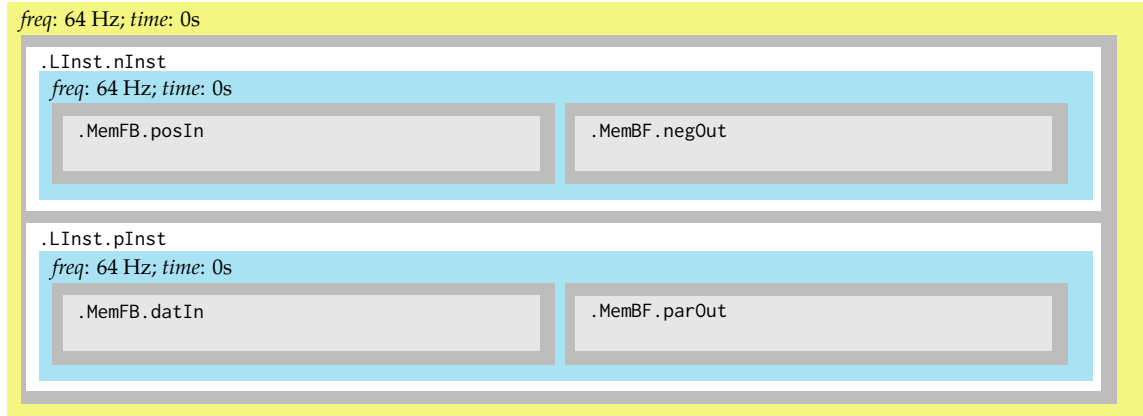 freq: 64 Hz; time: 0s
.LInst.nInst
freq: 64 Hz; time: 0s
.MemFB.posIn
.MemBF.negOut
.LInst.pInst
freq: 64 Hz; time: 0s
.MemFB.datIn
.MemBF.parOut